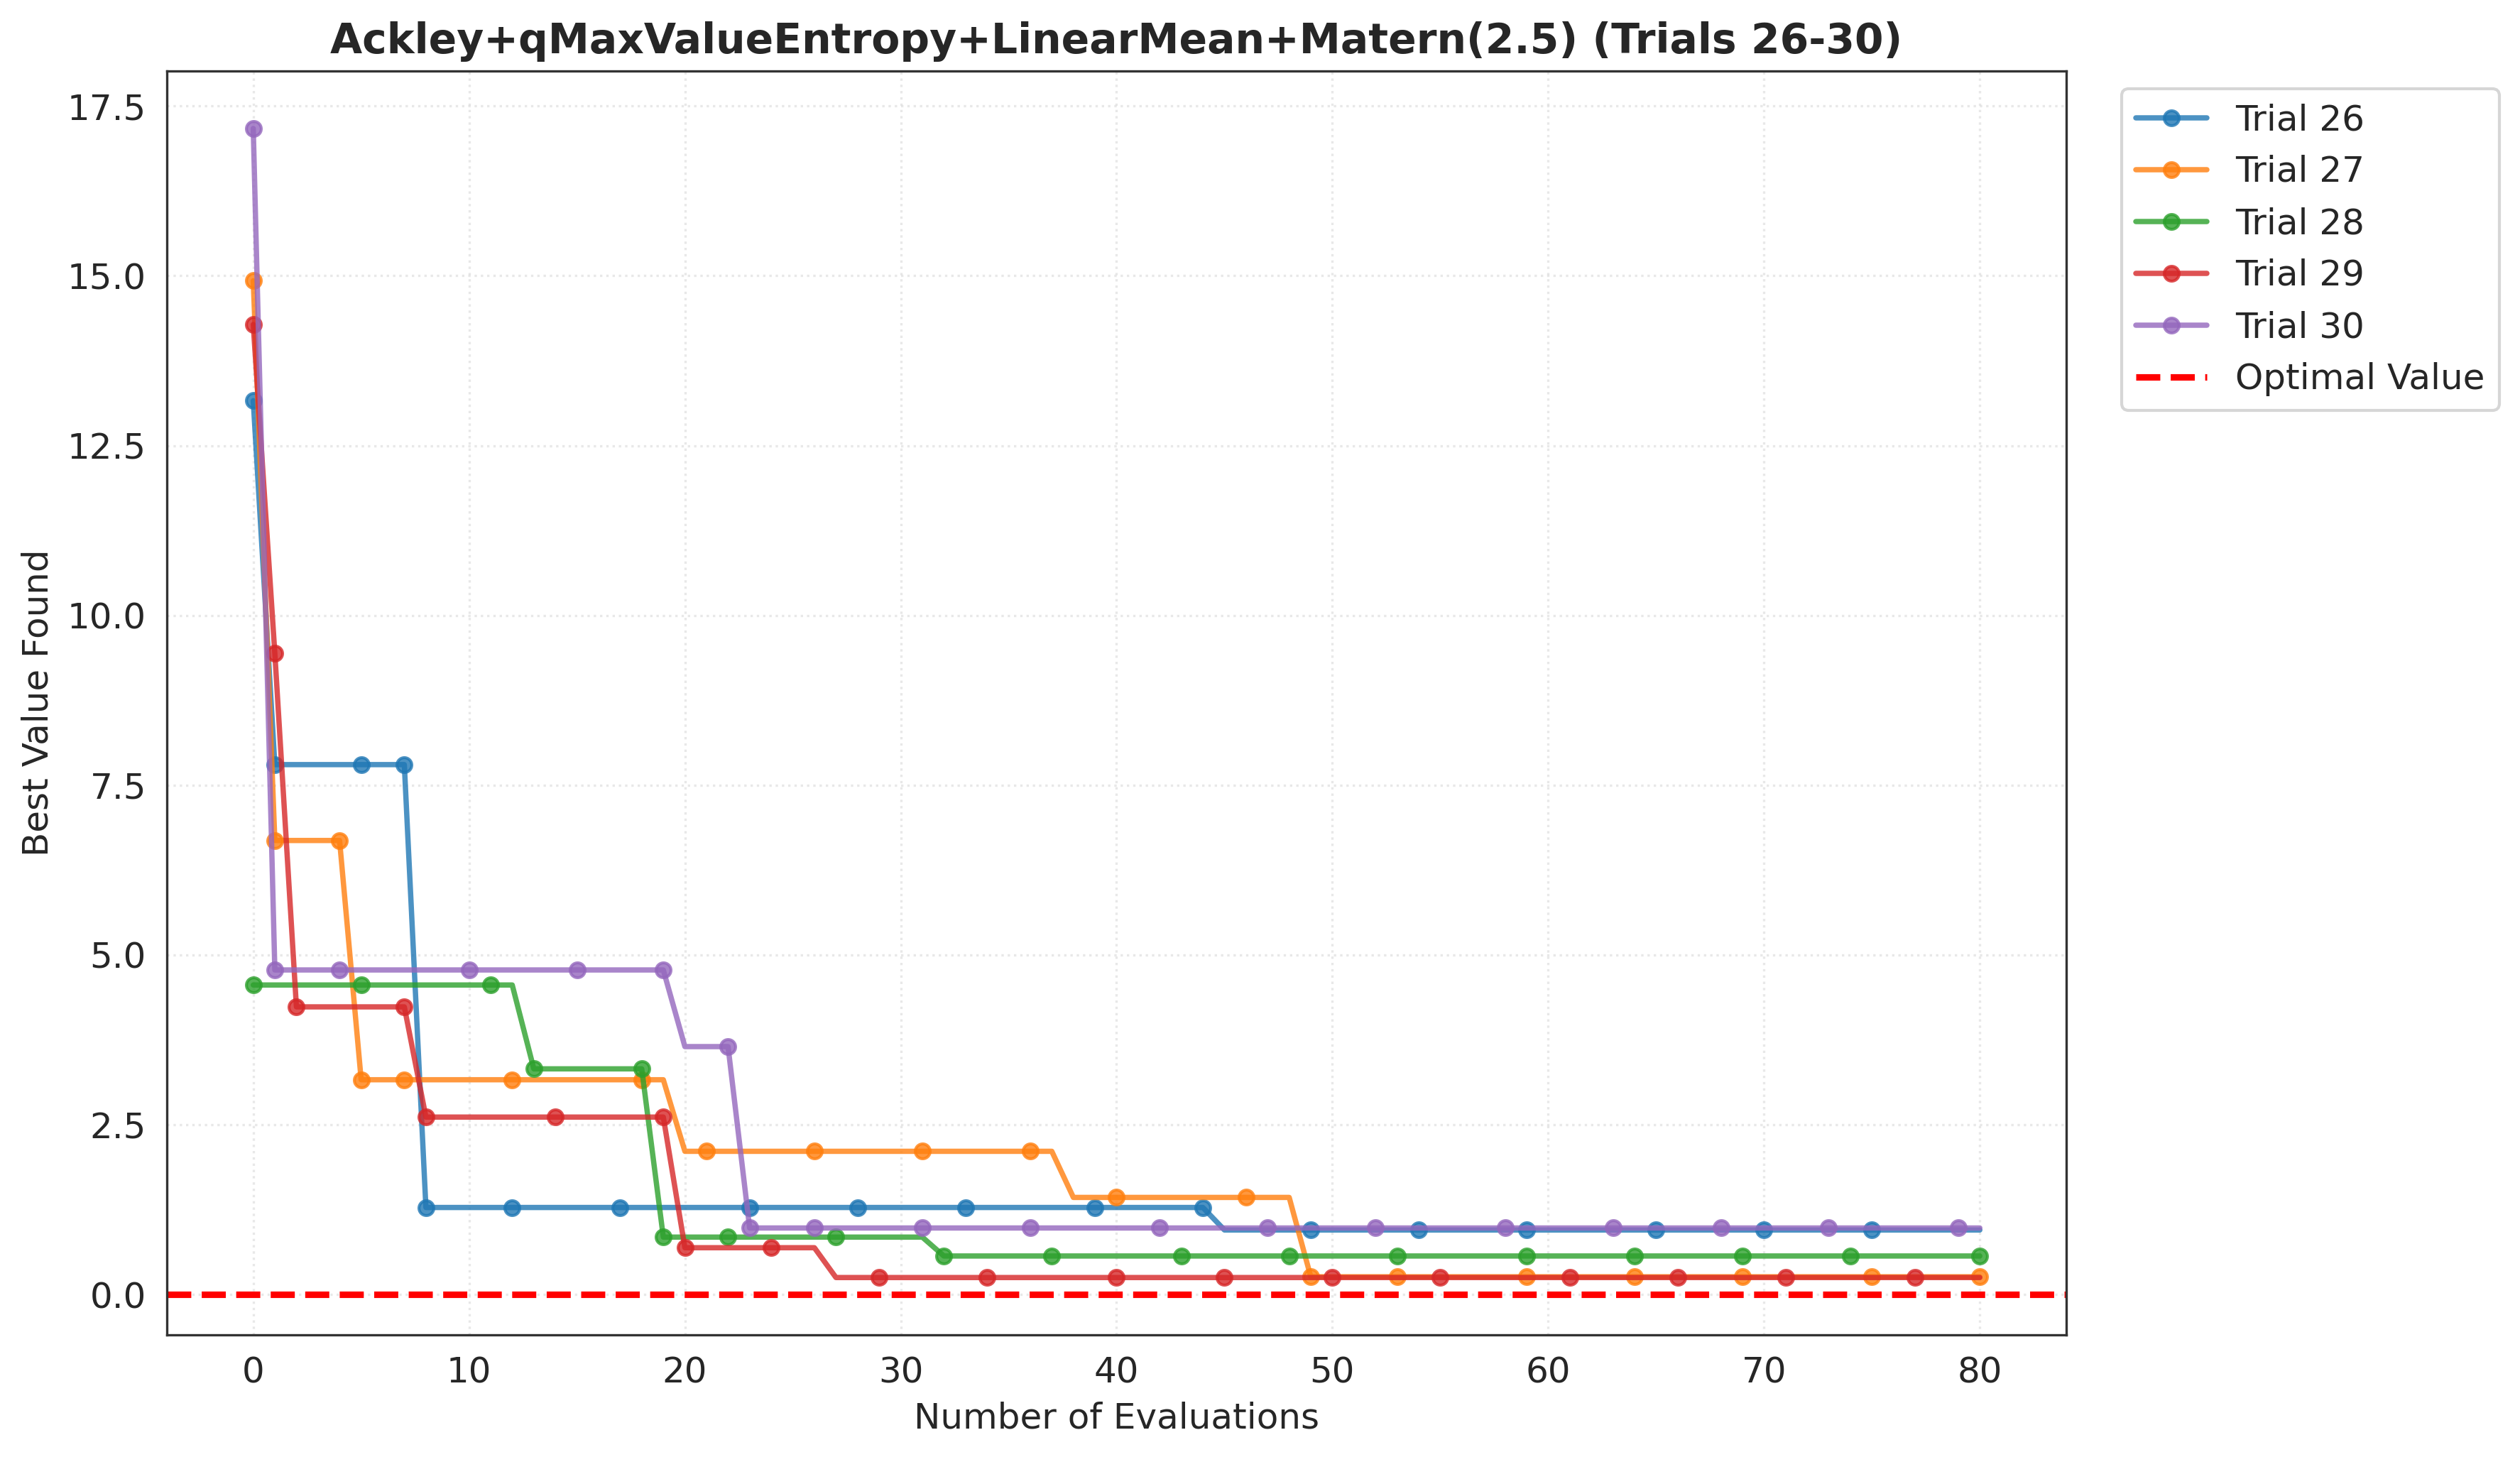 Ackley+qMaxValueEntropy+LinearMean+Matern(2.5) (Trials 26-30)
17.5
15.0
12.5
10.0
7.5
5.0
2.5
0.0
Best Value Found
0 10 20 30 40 50 60 70 80
Number of Evaluations
Trial 26
Trial 27
Trial 28
Trial 29
Trial 30
Optimal Value